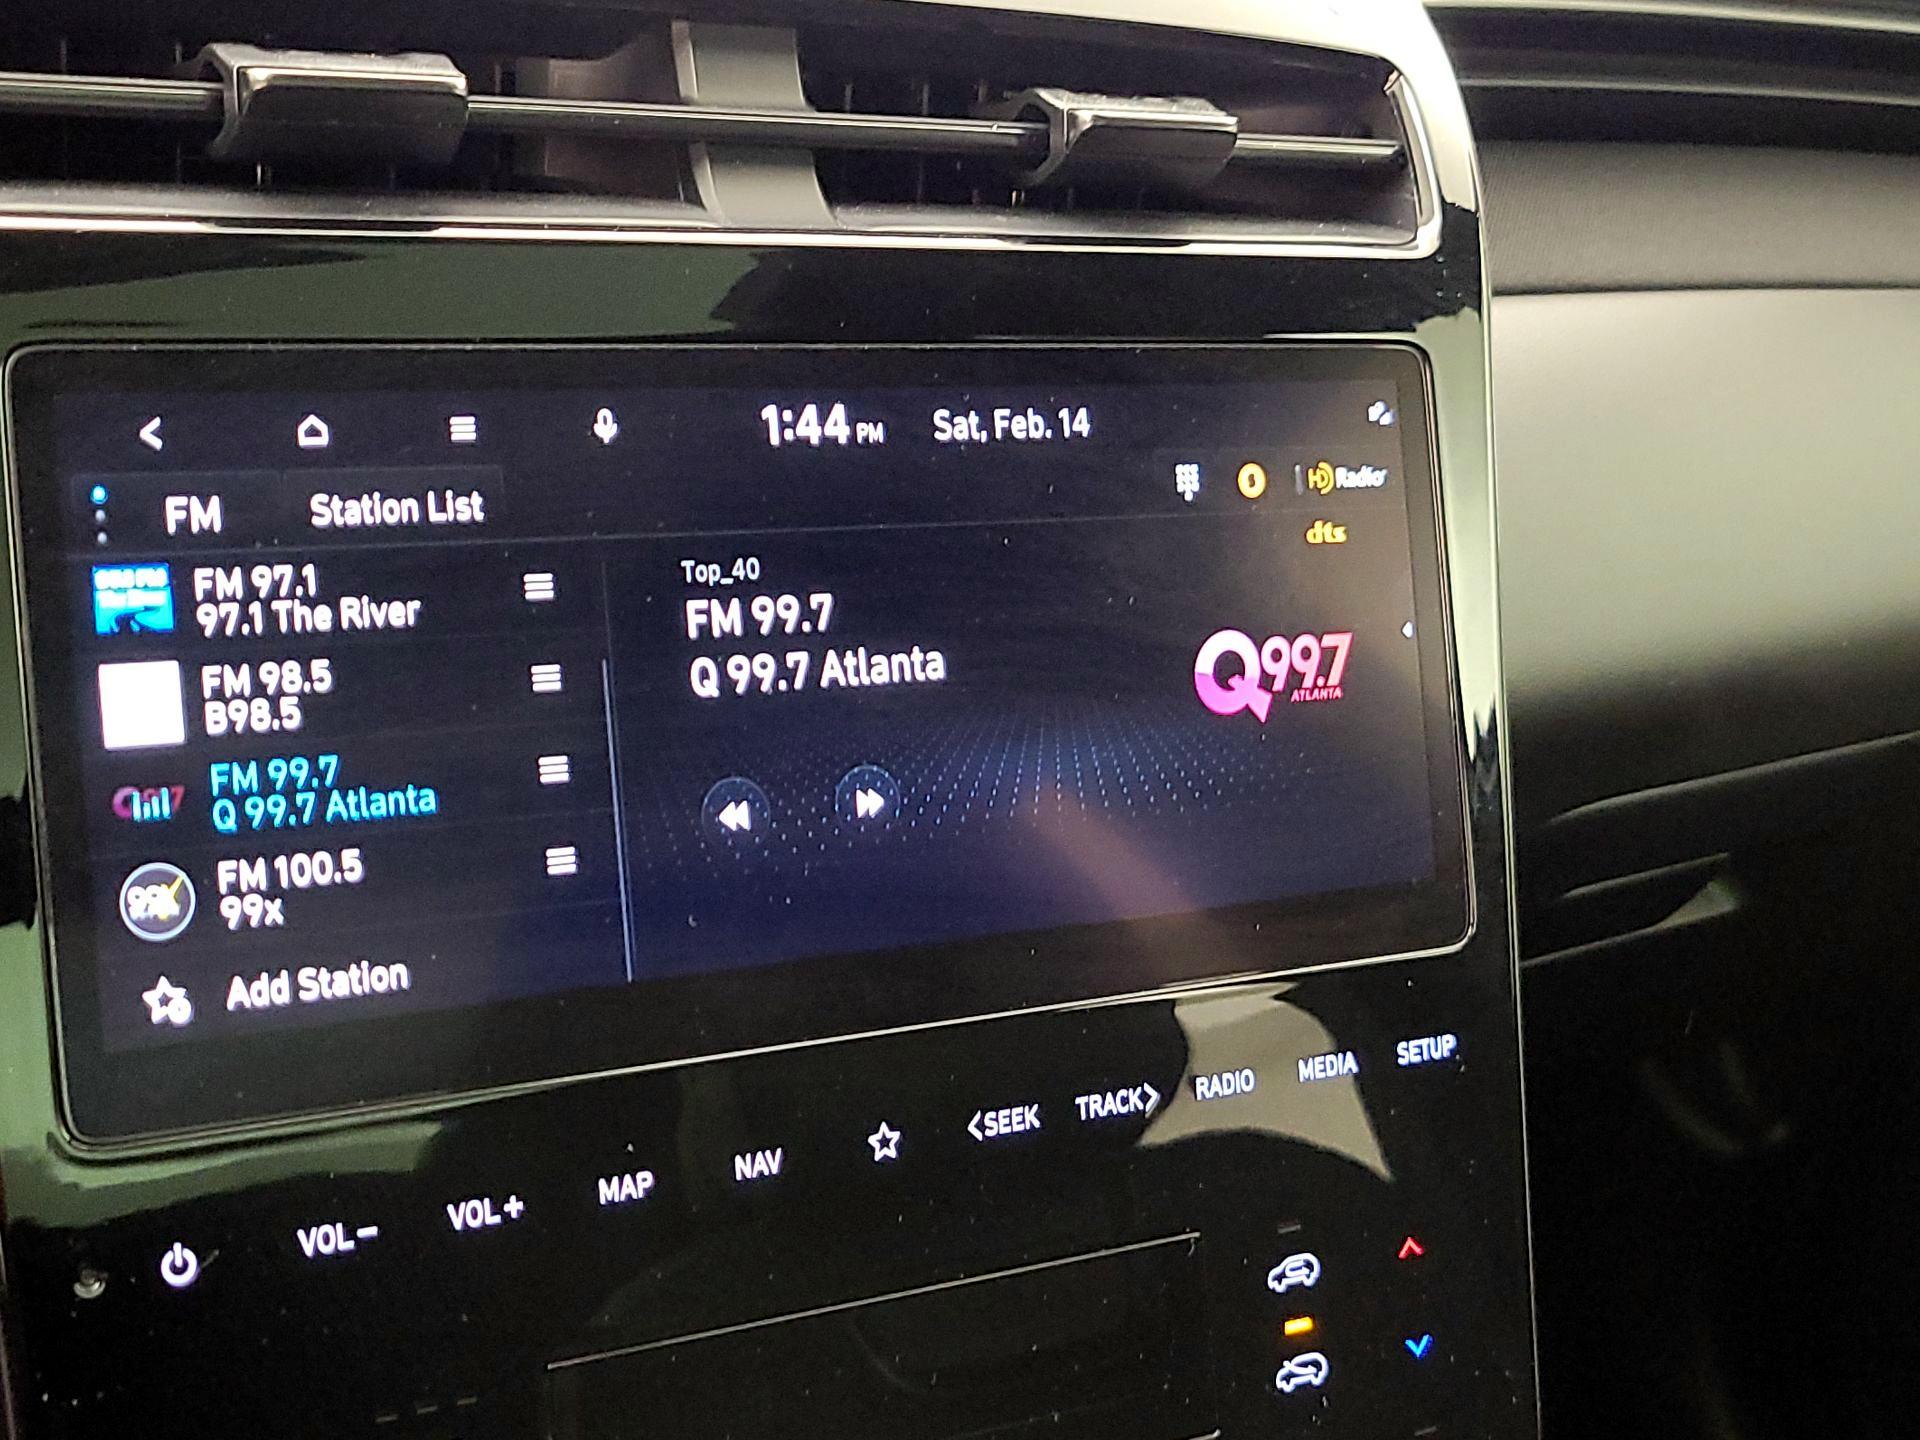 1:44 PM Sat, Feb. 14
FM Station List
HD Radio
dts
FM 97.1
97.1 The River
FM 98.5
B98.5
FM 99.7
Q 99.7 Atlanta
FM 100.5
99x
Add Station
Top_40
FM 99.7
Q 99.7 Atlanta
Q99.7
ATLANTA
VOL－ VOL＋ MAP NAV <SEEK TRACK> RADIO MEDIA SETUP